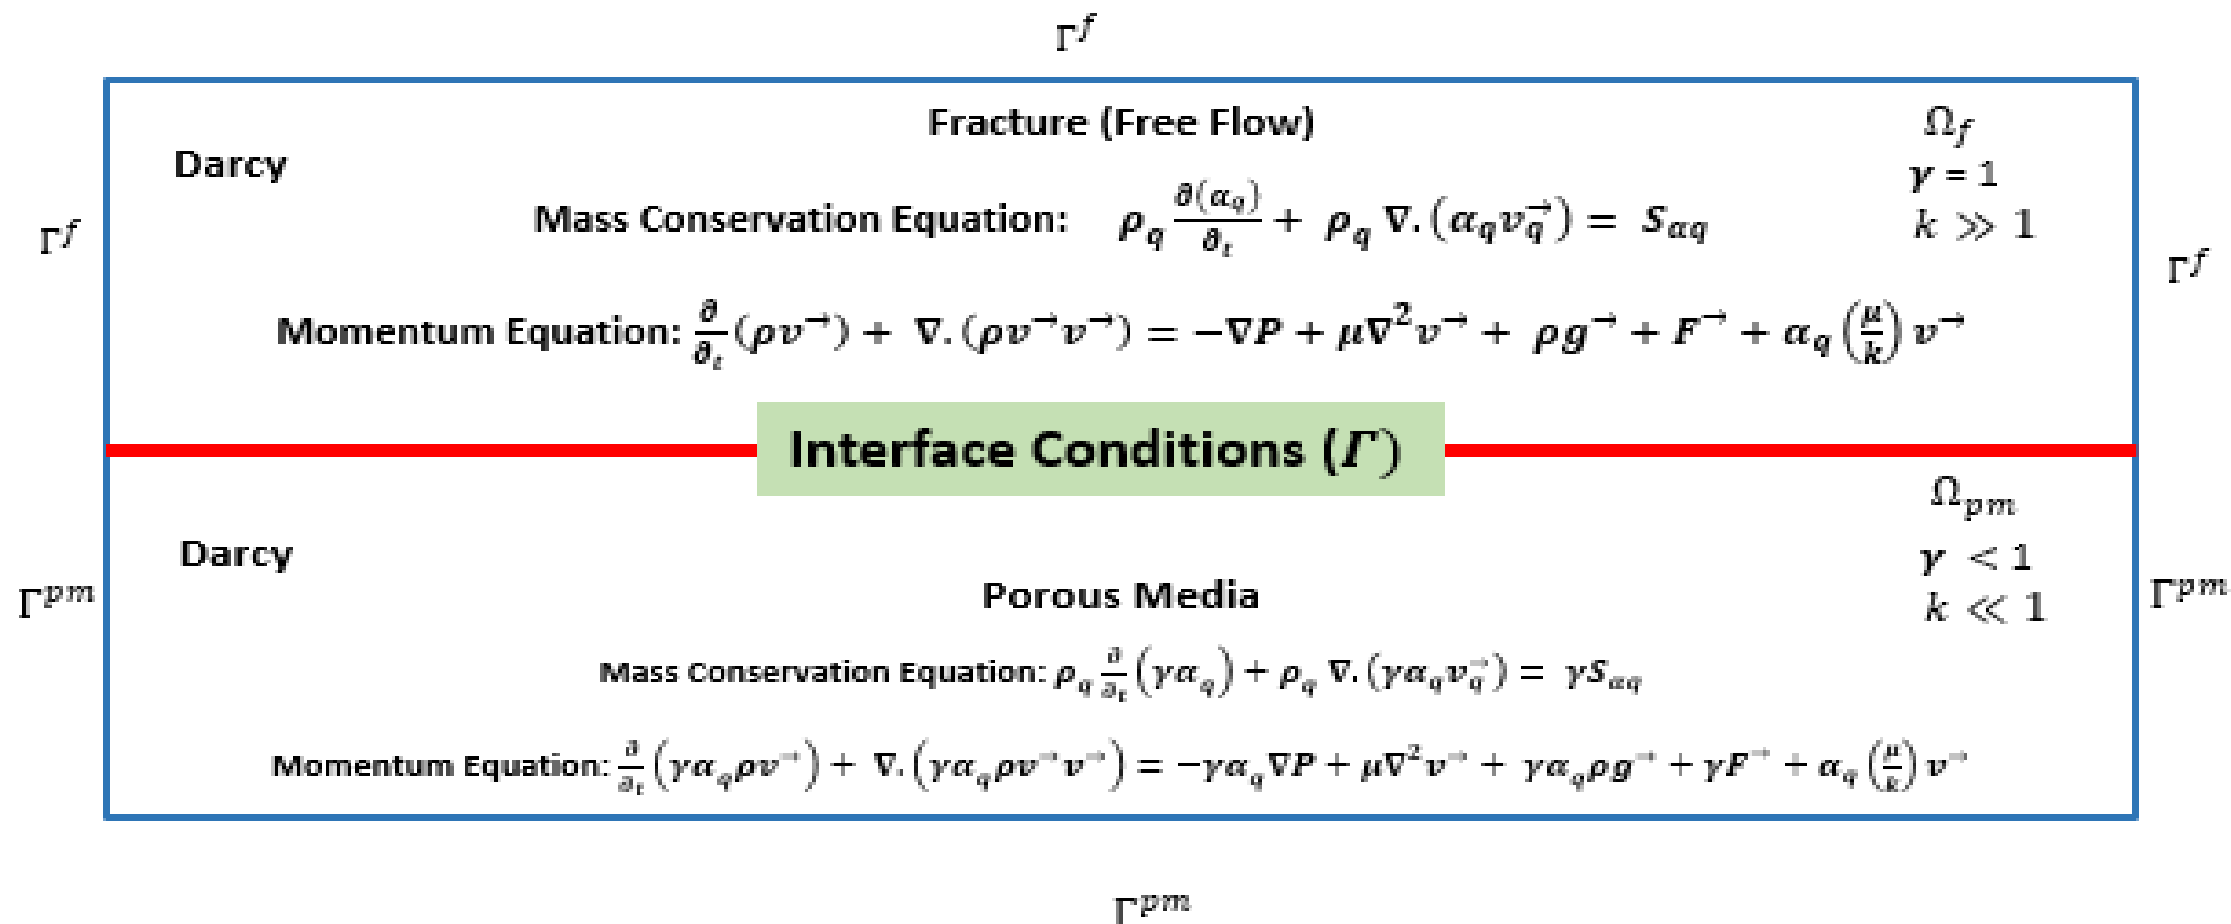 Γ^f
Fracture (Free Flow)
Ω_f
Darcy
γ = 1
Mass Conservation Equation: ρ_q ∂(α_q)/∂_t + ρ_q ∇.(α_q v_q^→) = S_αq
k ≫ 1
Γ^f
Γ^f
Momentum Equation: ∂/∂_t (ρv^→) + ∇.(ρv^→v^→) = −∇P + μ∇²v^→ + ρg^→ + F^→ + α_q (μ/k) v^→
Interface Conditions (Γ)
Ω_pm
Darcy
γ < 1
Γ^pm
Porous Media
k ≪ 1
Γ^pm
Mass Conservation Equation: ρ_q ∂/∂_t (γα_q) + ρ_q ∇.(γα_q v_q^→) = γS_αq
Momentum Equation: ∂/∂_t (γα_q ρv^→) + ∇.(γα_q ρv^→v^→) = −γα_q ∇P + μ∇²v^→ + γα_q ρg^→ + γF^→ + α_q (μ/k) v^→
Γ^pm